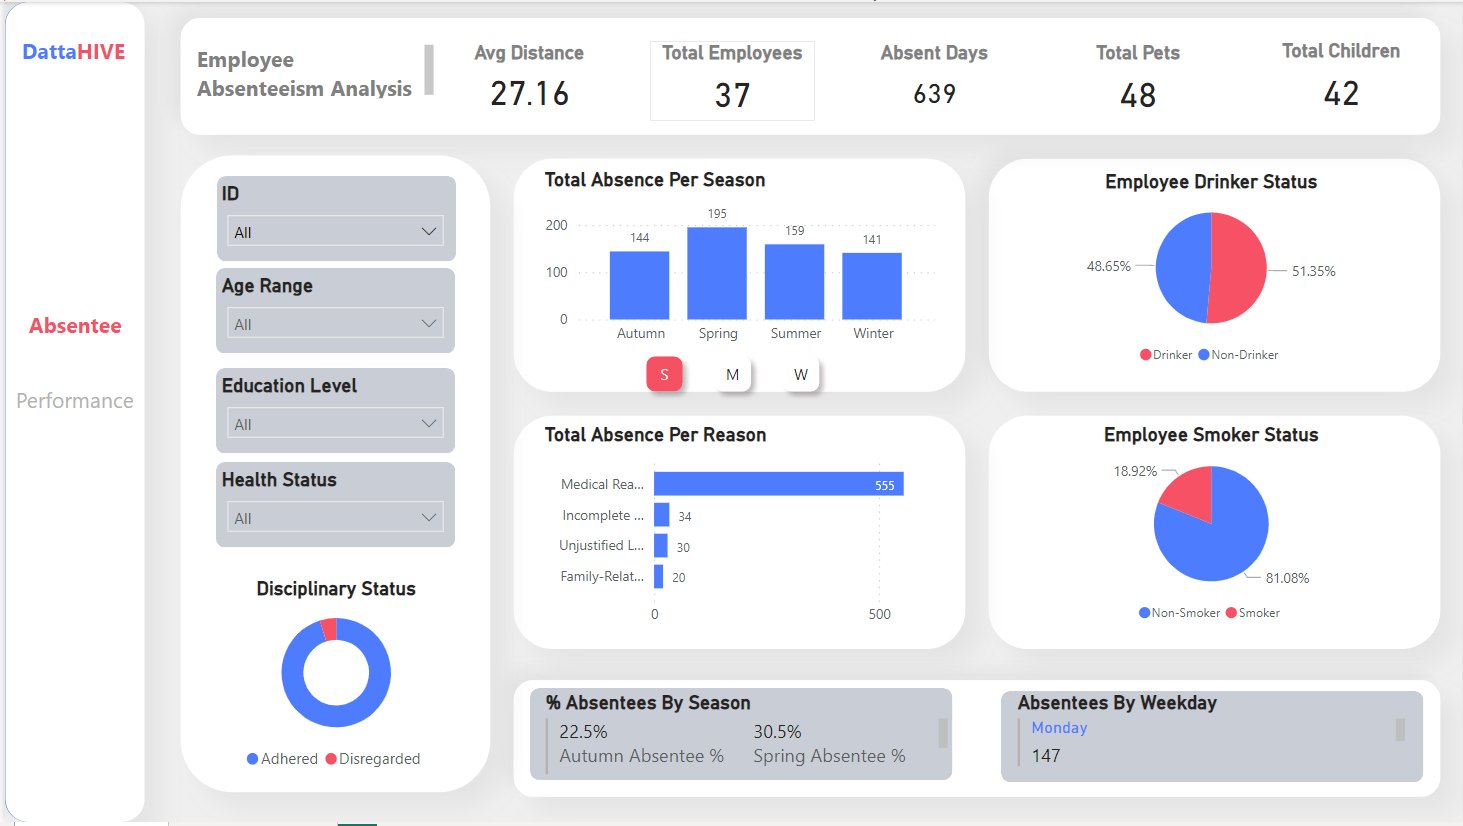 DattaHIVE
Absentee
Performance
Employee
Absenteeism Analysis
Avg Distance
27.16
Total Employees
37
Absent Days
639
Total Pets
48
Total Children
42
ID
All
Age Range
All
Education Level
All
Health Status
All
Disciplinary Status
Adhered Disregarded
Total Absence Per Season
200
100
0
144
195
159
141
Autumn Spring Summer Winter
S M W
Employee Drinker Status
48.65%
51.35%
Drinker Non-Drinker
Total Absence Per Reason
Medical Rea... 555
Incomplete ... 34
Unjustified L... 30
Family-Relat... 20
0 500
Employee Smoker Status
18.92%
81.08%
Non-Smoker Smoker
% Absentees By Season
22.5% 30.5%
Autumn Absentee % Spring Absentee %
Absentees By Weekday
Monday
147